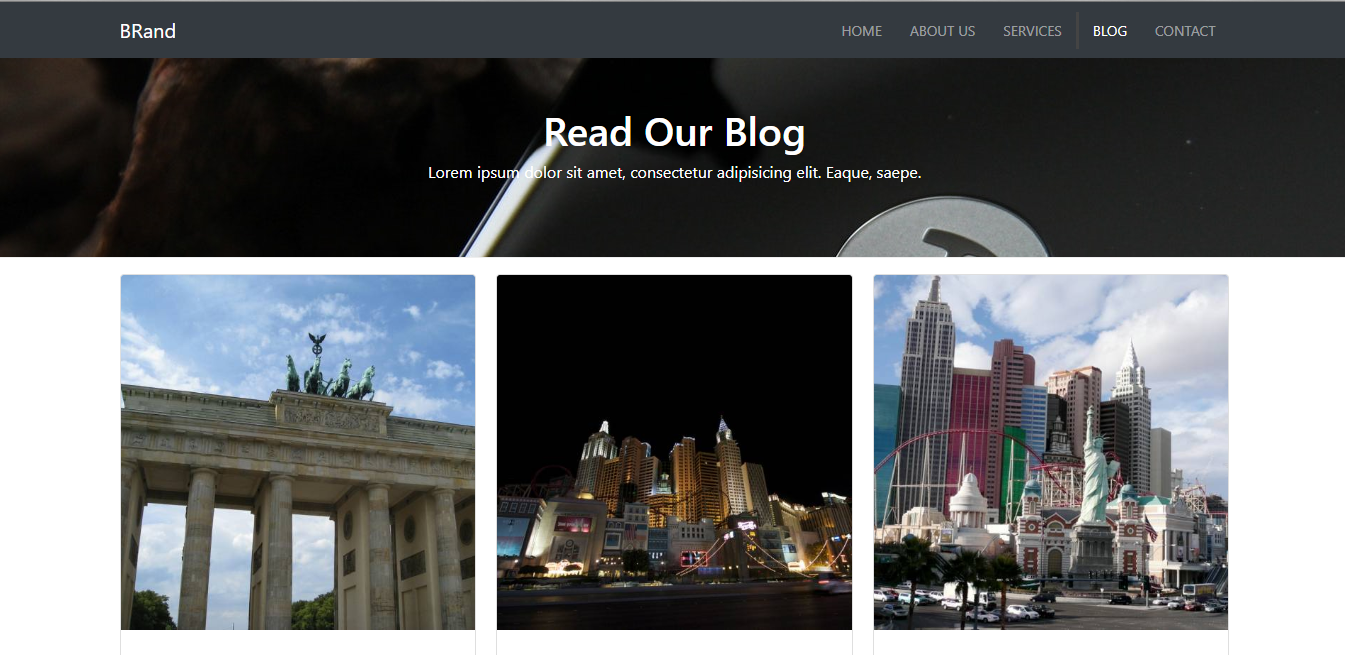 BRand
HOME ABOUT US SERVICES BLOG CONTACT
Read Our Blog
Lorem ipsum dolor sit amet, consectetur adipisicing elit. Eaque, saepe.